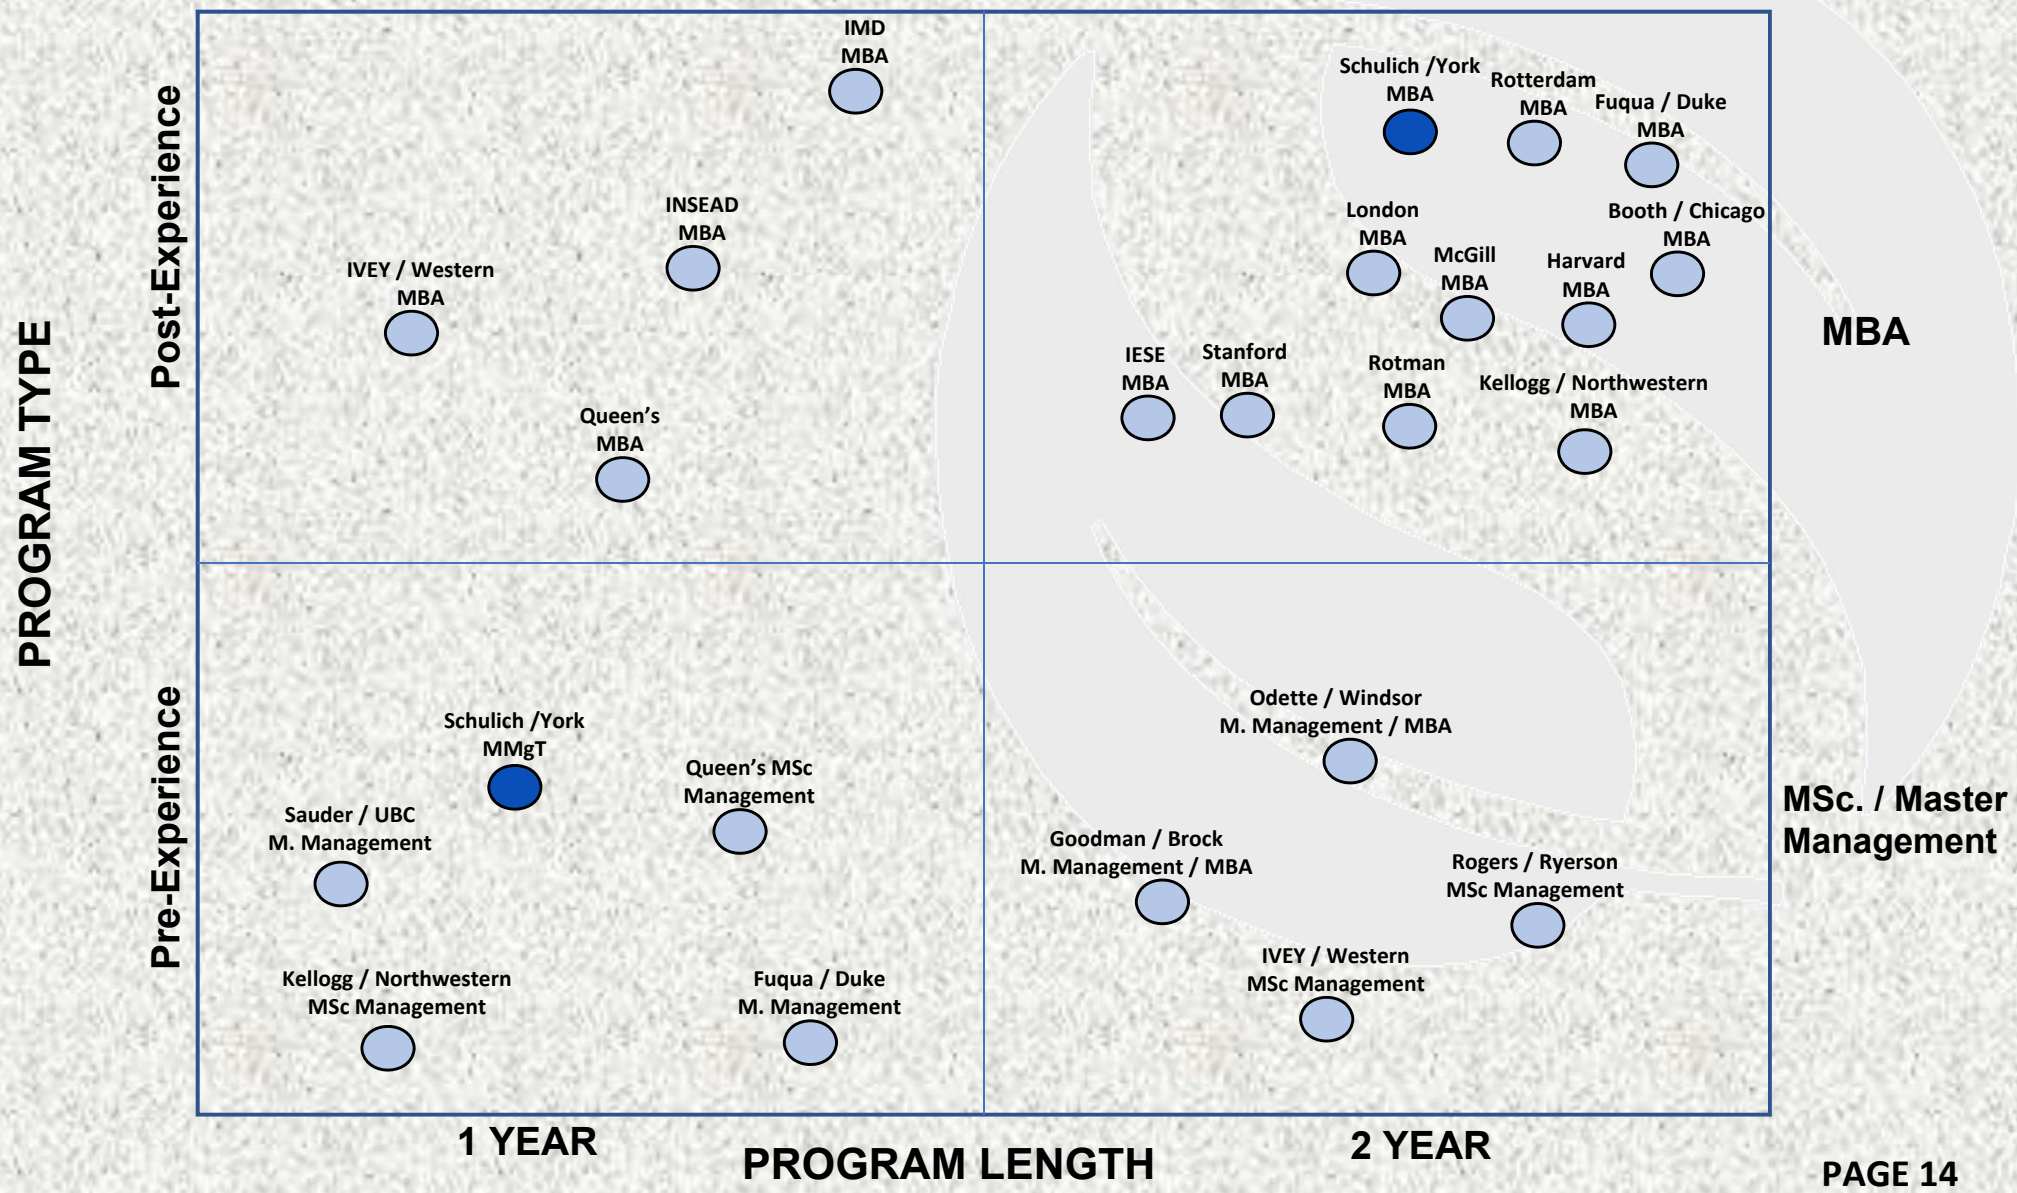 PROGRAM TYPE
Post-Experience
Pre-Experience
IMD
MBA
INSEAD
MBA
IVEY / Western
MBA
Queen’s
MBA
Schulich /York
MBA
Rotterdam
MBA
Fuqua / Duke
MBA
London
MBA
McGill
MBA
Harvard
MBA
Booth / Chicago
MBA
IESE
MBA
Stanford
MBA
Rotman
MBA
Kellogg / Northwestern
MBA
MBA
Schulich /York
MMgT
Queen’s MSc
Management
Sauder / UBC
M. Management
Kellogg / Northwestern
MSc Management
Fuqua / Duke
M. Management
Odette / Windsor
M. Management / MBA
Goodman / Brock
M. Management / MBA
Rogers / Ryerson
MSc Management
IVEY / Western
MSc Management
MSc. / Master
Management
1 YEAR
PROGRAM LENGTH
2 YEAR
PAGE 14